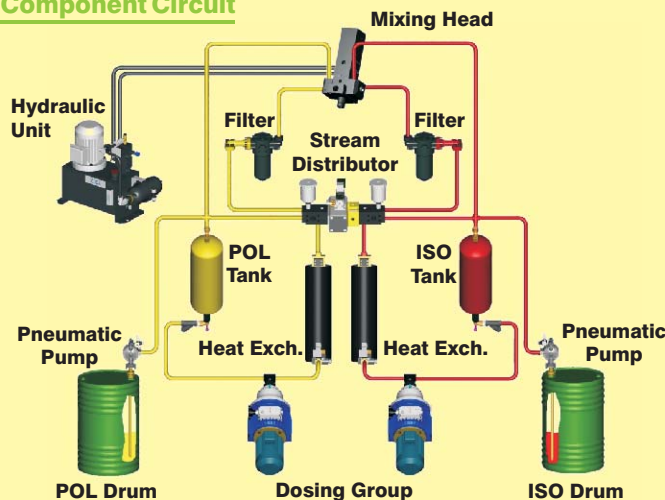 Component Circuit
Mixing Head
Hydraulic
Unit
Filter
Filter
Stream
Distributor
POL
Tank
ISO
Tank
Pneumatic
Pump
Heat Exch.
Heat Exch.
Pneumatic
Pump
POL Drum
Dosing Group
ISO Drum